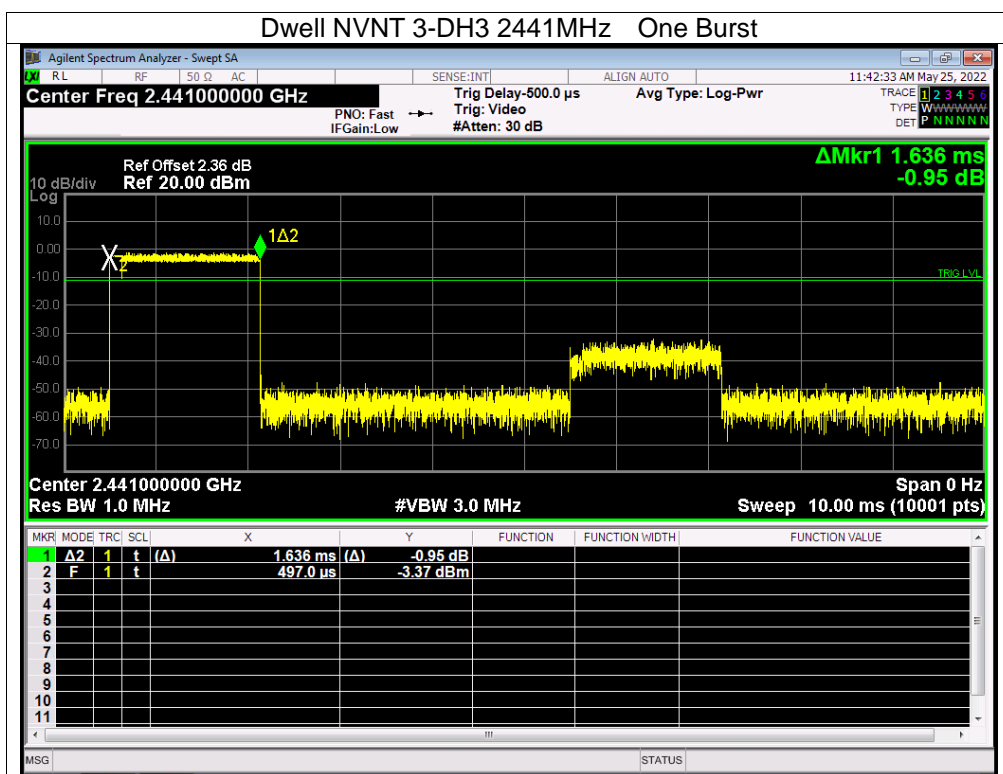 Dwell NVNT 3-DH3 2441MHz One Burst
Agilent Spectrum Analyzer - Swept SA
LXI RL RF 50 Ω AC SENSE:INT ALIGN AUTO 11:42:33 AM May 25, 2022
Center Freq 2.441000000 GHz Trig Delay-500.0 µs Avg Type: Log-Pwr TRACE 1 2 3 4 5 6
PNO: Fast Trig: Video TYPE WWWWWW
IFGain:Low #Atten: 30 dB DET P N N N N N
ΔMkr1 1.636 ms
-0.95 dB
Ref Offset 2.36 dB
10 dB/div Ref 20.00 dBm
Log
10.0
0.00
-10.0
-20.0
-30.0
-40.0
-50.0
-60.0
-70.0
1Δ2
X2
TRIG LVL
Center 2.441000000 GHz Span 0 Hz
Res BW 1.0 MHz #VBW 3.0 MHz Sweep 10.00 ms (10001 pts)
MKR MODE TRC SCL X Y FUNCTION FUNCTION WIDTH FUNCTION VALUE
1 Δ2 1 t (Δ) 1.636 ms (Δ) -0.95 dB
2 F 1 t 497.0 µs -3.37 dBm
3
4
5
6
7
8
9
10
11
MSG STATUS